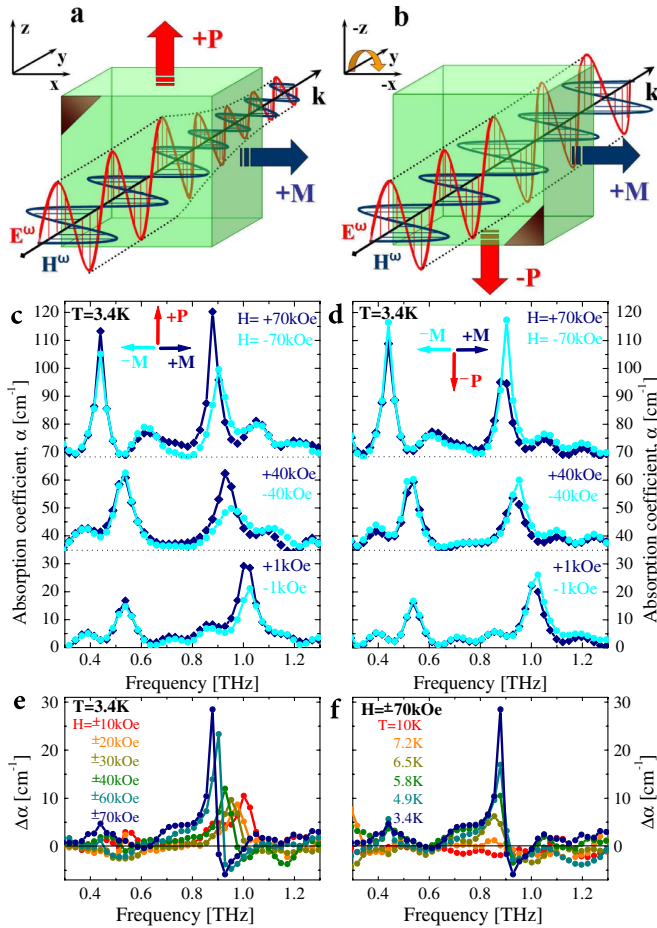 a
+P
z
y
x
k
+M
E^ω
H^ω
b
-z
y
-x
k
+M
E^ω
H^ω
-P
c
T=3.4K
+P
−M
+M
H= +70kOe
H= -70kOe
+40kOe
-40kOe
+1kOe
-1kOe
Absorption coefficient, α [cm⁻¹]
120
110
100
90
80
70
60
50
40
30
20
10
0
0.4
0.6
0.8
1.0
1.2
Frequency [THz]
d
T=3.4K
−M
+M
−P
H=+70kOe
H= -70kOe
+40kOe
-40kOe
+1kOe
-1kOe
Absorption coefficient, α [cm⁻¹]
120
110
100
90
80
70
60
50
40
30
20
10
0
0.4
0.6
0.8
1.0
1.2
Frequency [THz]
e
T=3.4K
H=±10kOe
±20kOe
±30kOe
±40kOe
±60kOe
±70kOe
Δα [cm⁻¹]
30
20
10
0
0.4
0.6
0.8
1.0
1.2
Frequency [THz]
f
H=±70kOe
T=10K
7.2K
6.5K
5.8K
4.9K
3.4K
Δα [cm⁻¹]
30
20
10
0
0.4
0.6
0.8
1.0
1.2
Frequency [THz]